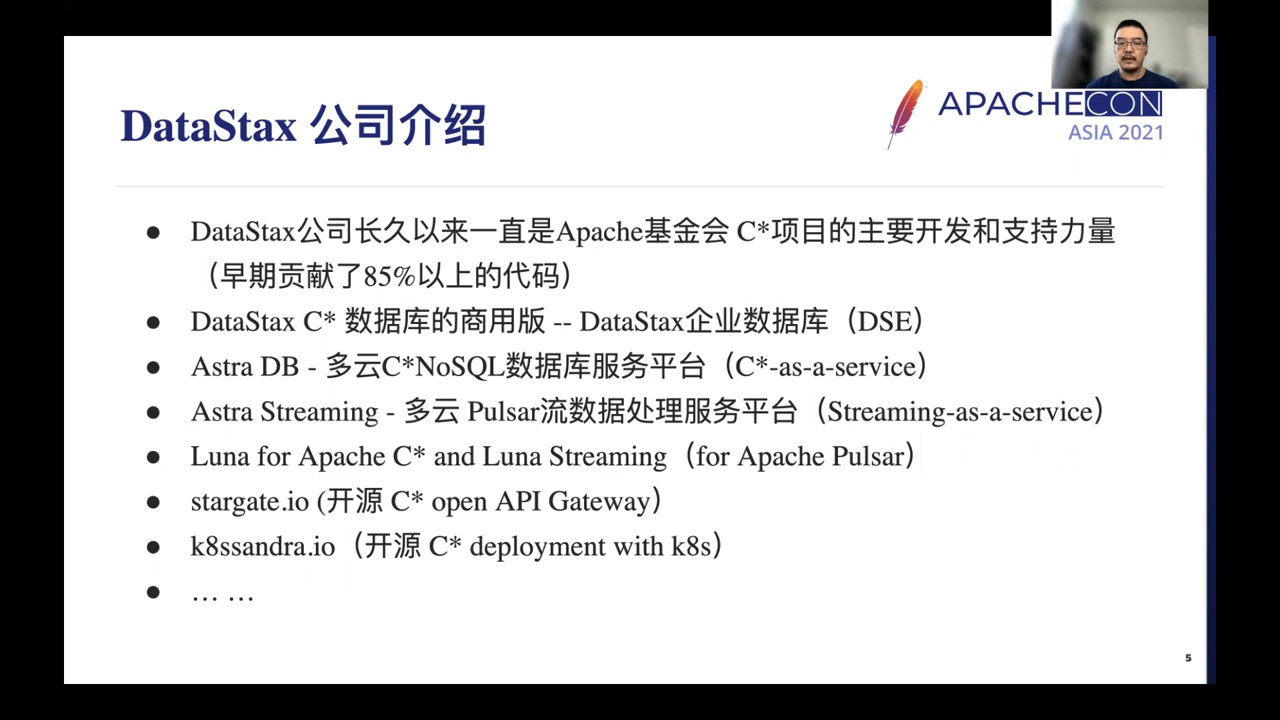 APACHECON
ASIA 2021
DataStax 公司介绍
● DataStax公司长久以来一直是Apache基金会 C*项目的主要开发和支持力量
（早期贡献了85%以上的代码）
● DataStax C* 数据库的商用版 -- DataStax企业数据库（DSE）
● Astra DB - 多云C*NoSQL数据库服务平台（C*-as-a-service）
● Astra Streaming - 多云 Pulsar流数据处理服务平台（Streaming-as-a-service）
● Luna for Apache C* and Luna Streaming（for Apache Pulsar）
● stargate.io (开源 C* open API Gateway）
● k8ssandra.io（开源 C* deployment with k8s）
● … …
5